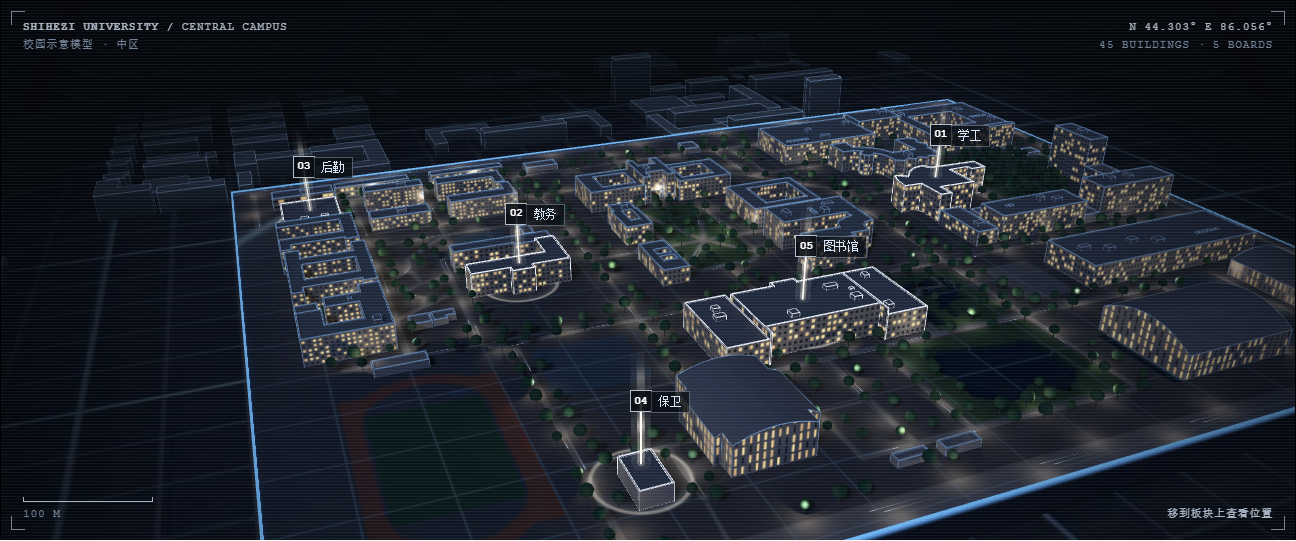 SHIHEZI UNIVERSITY / CENTRAL CAMPUS
校园示意模型 · 中区
N 44.303° E 86.056°
45 BUILDINGS · 5 BOARDS
01 学工
03 后勤
02 教务
05 图书馆
04 保卫
100 M
移到板块上查看位置